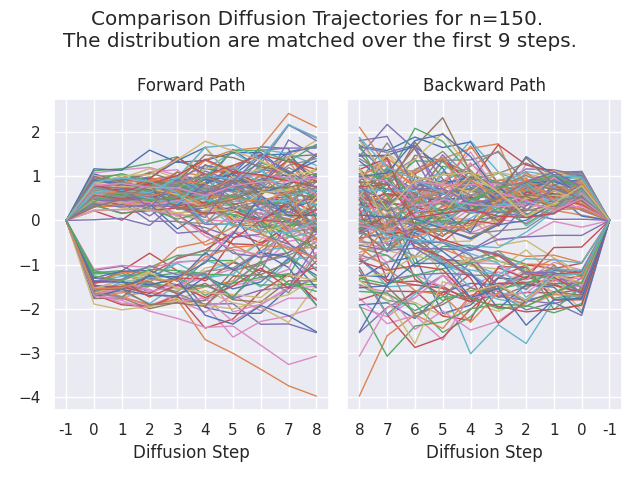 Comparison Diffusion Trajectories for n=150.
The distribution are matched over the first 9 steps.
Forward Path
Backward Path
2
1
0
−1
−2
−3
−4
-1 0 1 2 3 4 5 6 7 8
8 7 6 5 4 3 2 1 0 -1
Diffusion Step
Diffusion Step